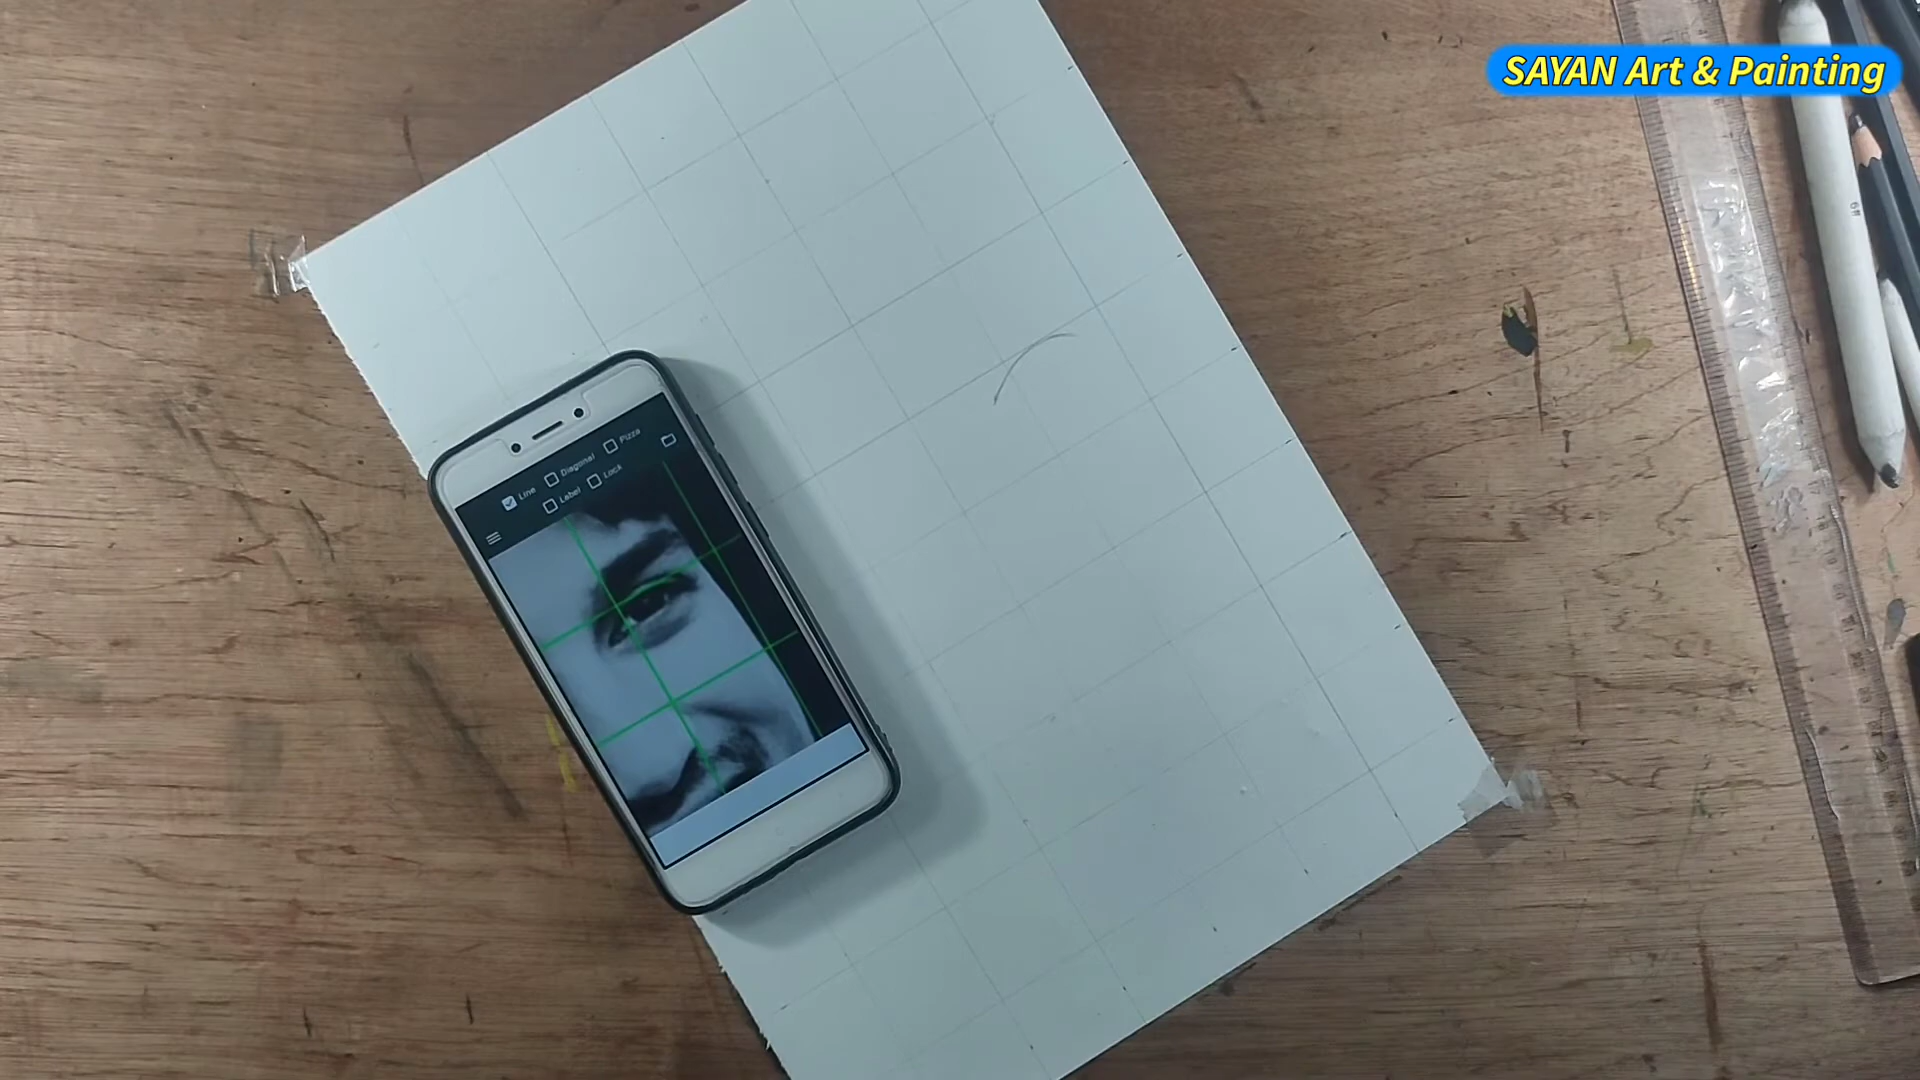 SAYAN Art & Painting
Line
Diagonal
Pizza
Label
Lock